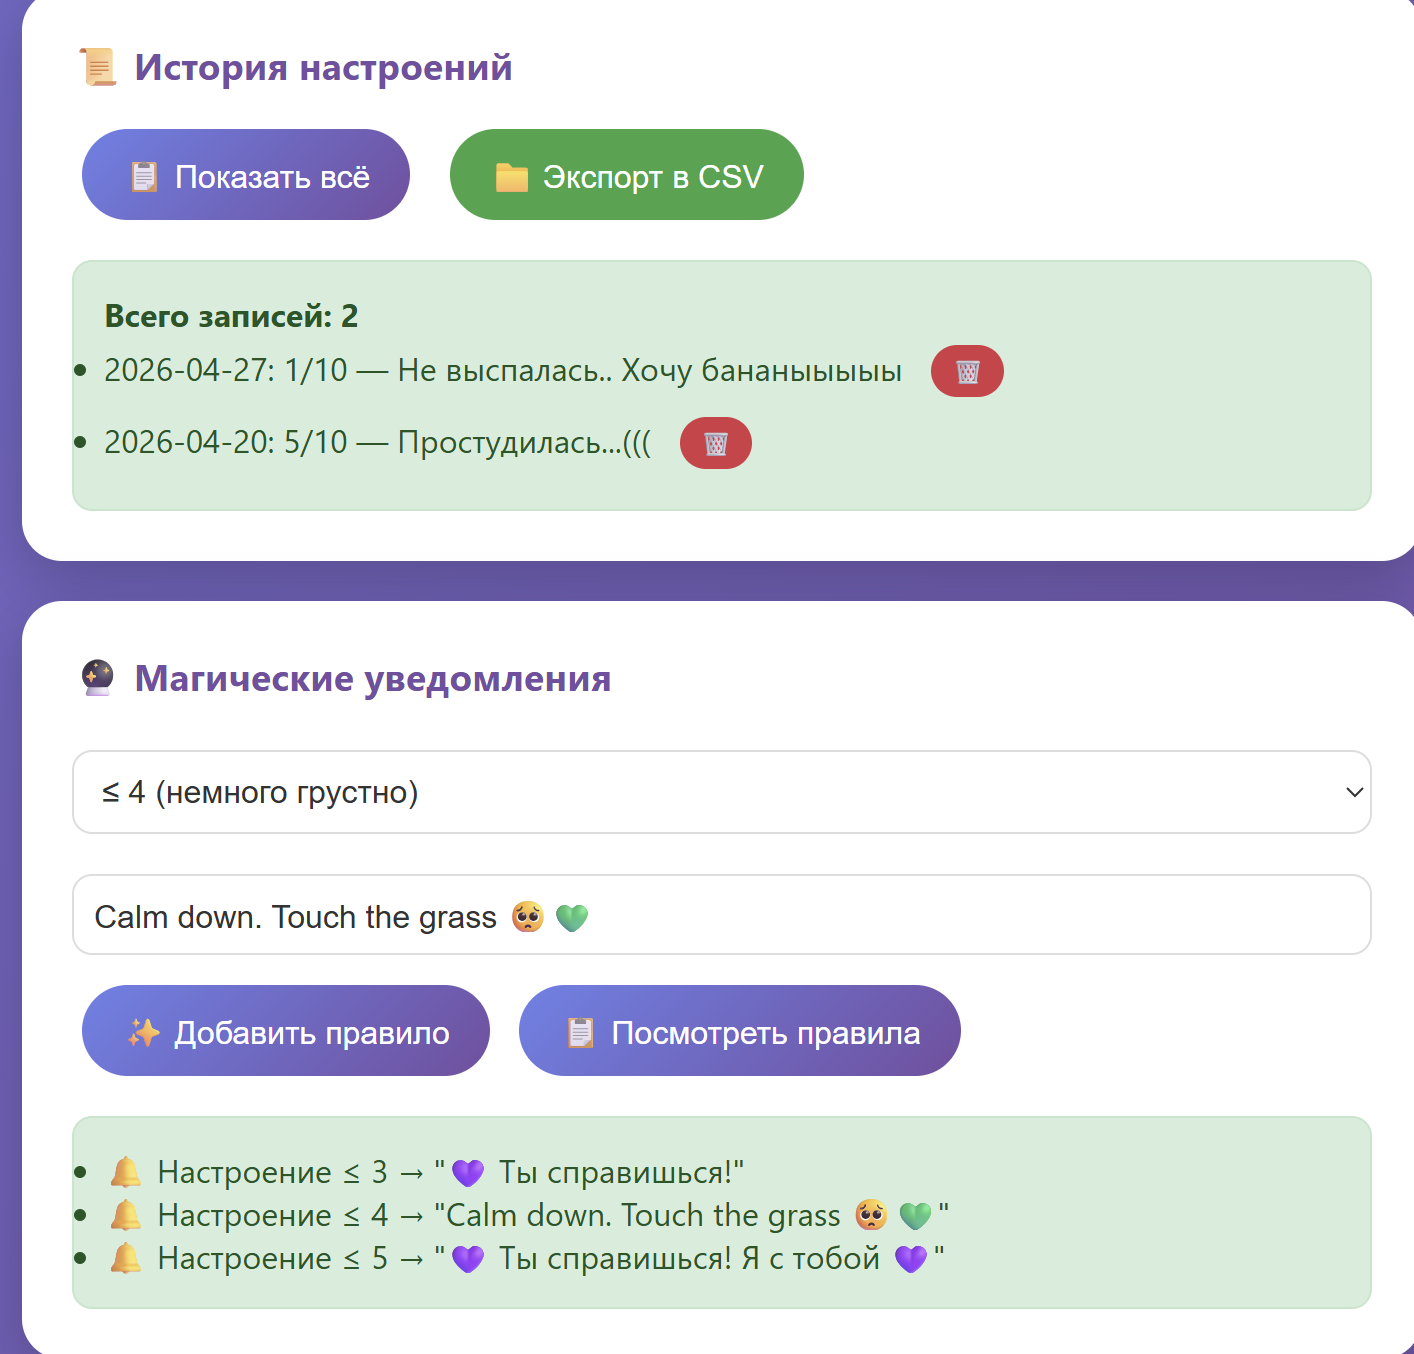 📜 История настроений
📋 Показать всё
📁 Экспорт в CSV
Всего записей: 2
• 2026-04-27: 1/10 — Не выспалась.. Хочу бананыыыыы 🗑️
• 2026-04-20: 5/10 — Простудилась...((( 🗑️
🔮 Магические уведомления
≤ 4 (немного грустно)
Calm down. Touch the grass 🥺 💚
✨ Добавить правило
📋 Посмотреть правила
• 🔔 Настроение ≤ 3 → "💜 Ты справишься!"
• 🔔 Настроение ≤ 4 → "Calm down. Touch the grass 🥺 💚"
• 🔔 Настроение ≤ 5 → "💜 Ты справишься! Я с тобой 💜"